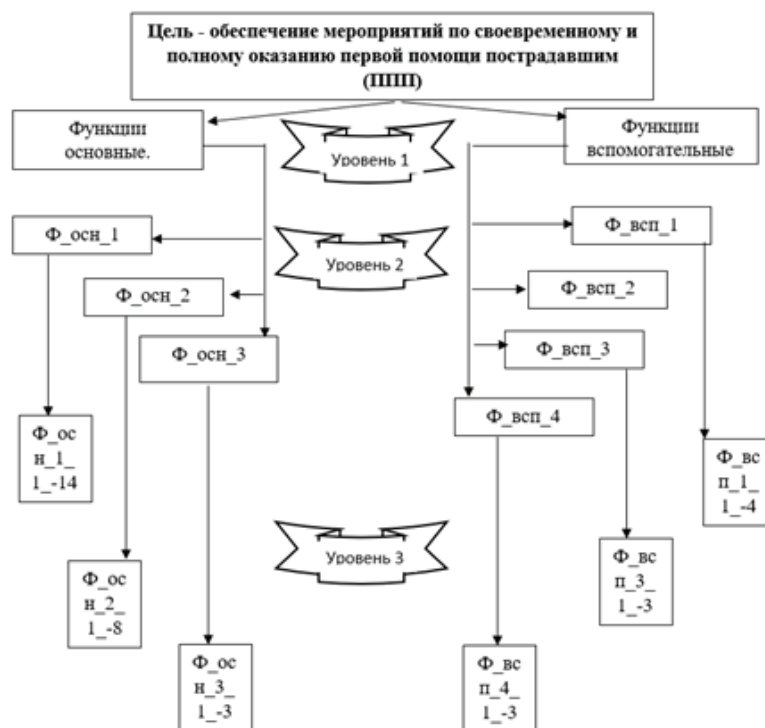 Цель - обеспечение мероприятий по своевременному и
полному оказанию первой помощи пострадавшим
(ППП)
Функции
основные.
Уровень 1
Функции
вспомогательные
Ф_осн_1
Уровень 2
Ф_всп_1
Ф_осн_2
Ф_всп_2
Ф_осн_3
Ф_всп_3
Ф_всп_4
Ф_ос
н_1_
1_-14
Ф_вс
п_1_
1_-4
Уровень 3
Ф_ос
н_2_
1_-8
Ф_вс
п_3_
1_-3
Ф_ос
н_3_
1_-3
Ф_вс
п_4_
1_-3